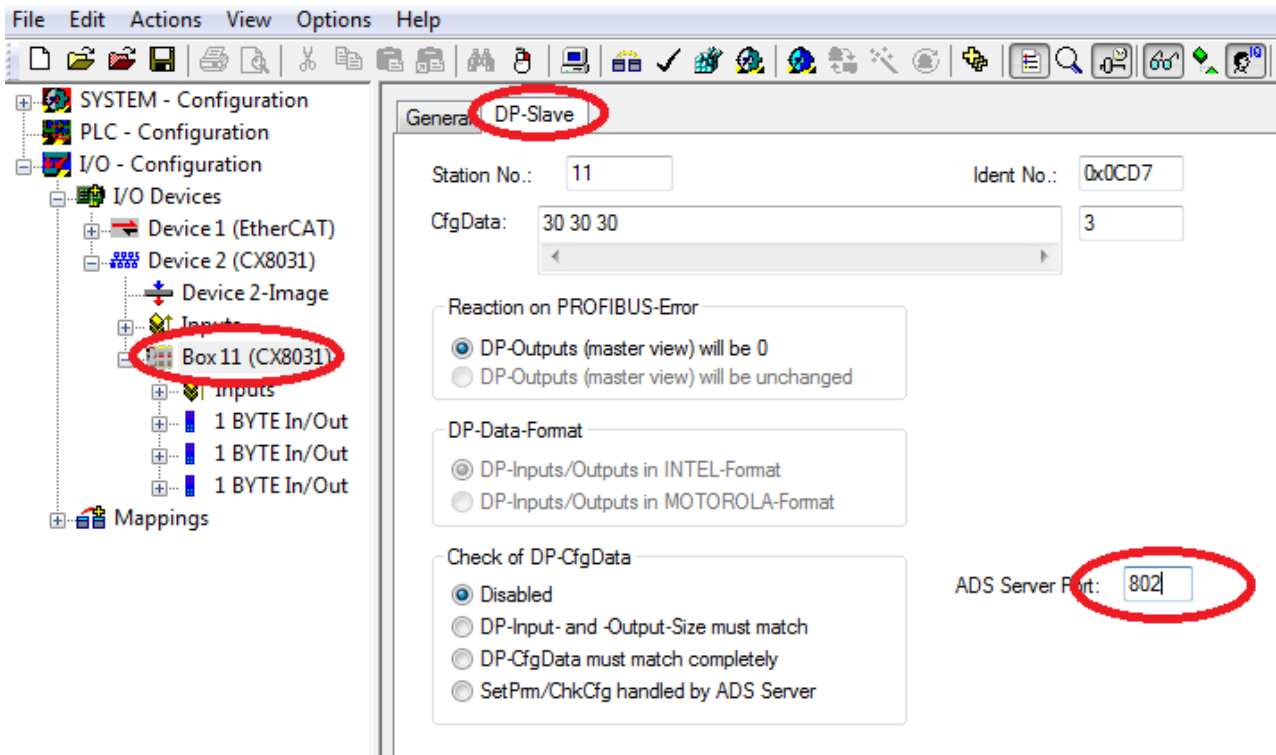 File Edit Actions View Options Help
SYSTEM - Configuration
PLC - Configuration
I/O - Configuration
I/O Devices
Device 1 (EtherCAT)
Device 2 (CX8031)
Device 2-Image
Inputs
Box 11 (CX8031)
Inputs
1 BYTE In/Out
1 BYTE In/Out
1 BYTE In/Out
Mappings
General DP-Slave
Station No.: 11 Ident No.: 0x0CD7
CfgData: 30 30 30 3
Reaction on PROFIBUS-Error
DP-Outputs (master view) will be 0
DP-Outputs (master view) will be unchanged
DP-Data-Format
DP-Inputs/Outputs in INTEL-Format
DP-Inputs/Outputs in MOTOROLA-Format
Check of DP-CfgData
Disabled
DP-Input- and -Output-Size must match
DP-CfgData must match completely
SetPrm/ChkCfg handled by ADS Server
ADS Server Port: 802